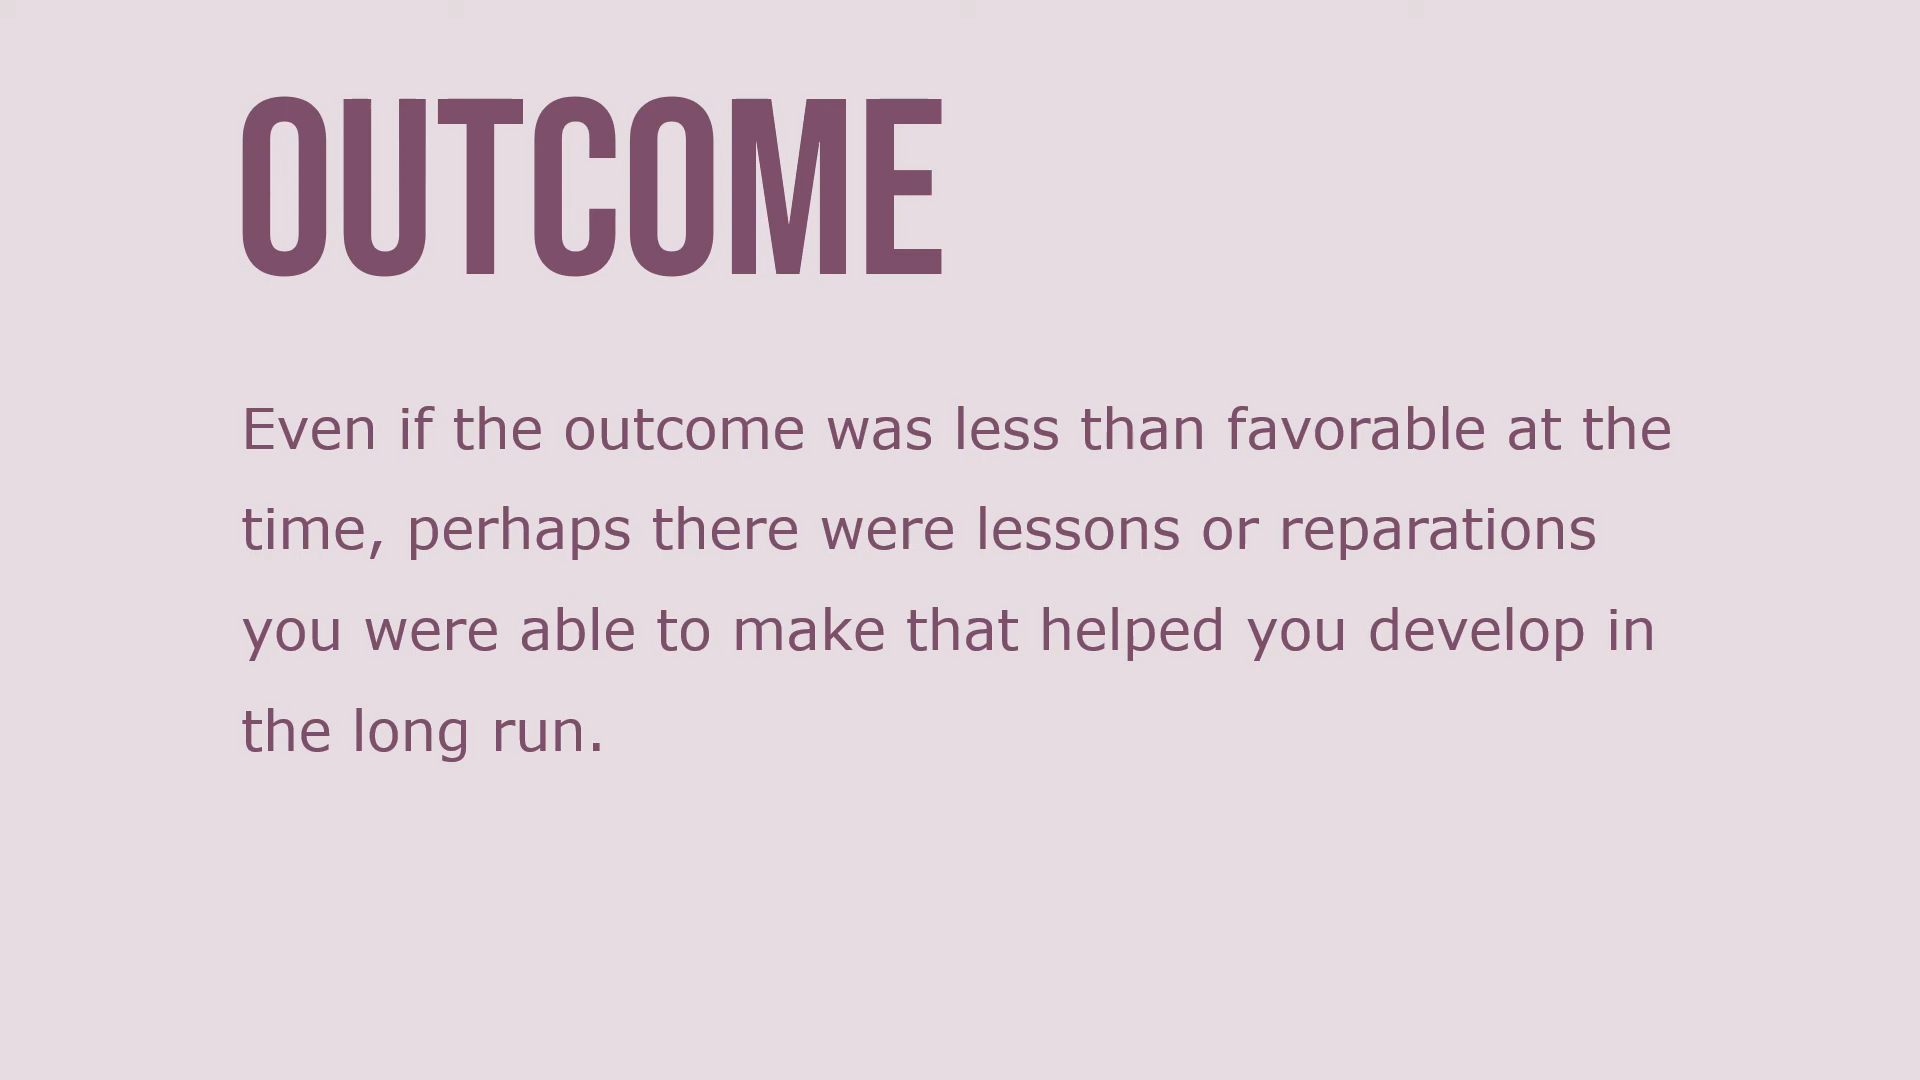 OUTCOME
Even if the outcome was less than favorable at the
time, perhaps there were lessons or reparations
you were able to make that helped you develop in
the long run.